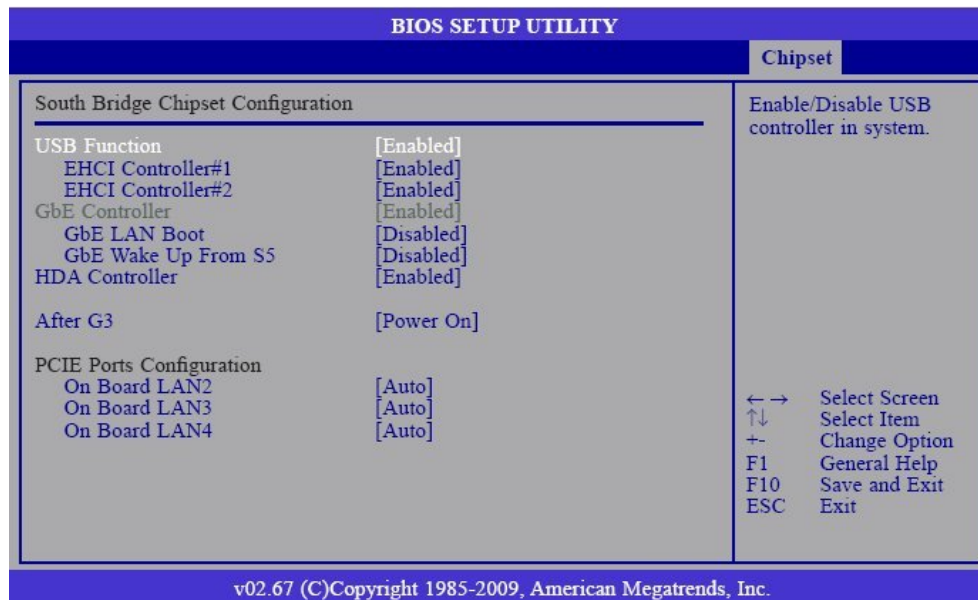 BIOS SETUP UTILITY
Chipset
South Bridge Chipset Configuration
USB Function [Enabled]
EHCI Controller#1 [Enabled]
EHCI Controller#2 [Enabled]
GbE Controller [Enabled]
GbE LAN Boot [Disabled]
GbE Wake Up From S5 [Disabled]
HDA Controller [Enabled]
After G3 [Power On]
PCIE Ports Configuration
On Board LAN2 [Auto]
On Board LAN3 [Auto]
On Board LAN4 [Auto]
Enable/Disable USB
controller in system.
←→ Select Screen
↑↓ Select Item
+- Change Option
F1 General Help
F10 Save and Exit
ESC Exit
v02.67 (C)Copyright 1985-2009, American Megatrends, Inc.